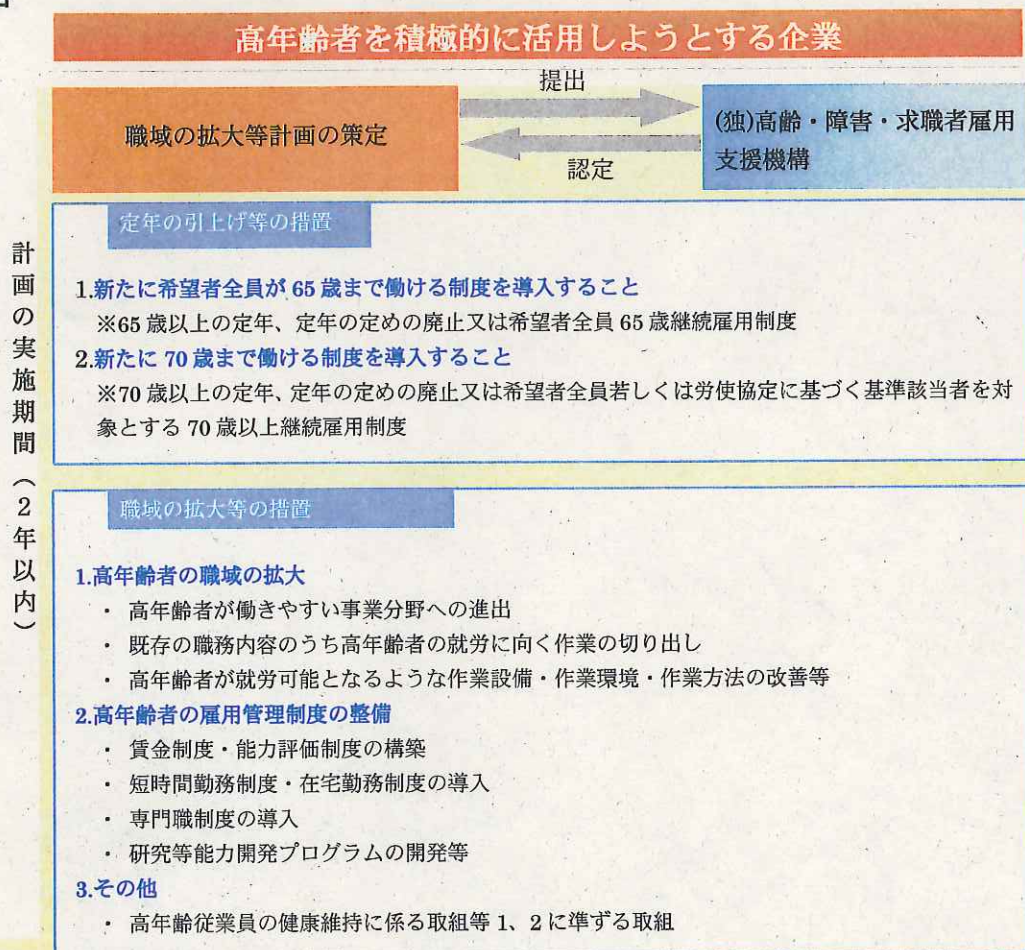 高年齢者を積極的に活用しようとする企業
職域の拡大等計画の策定
提出
認定
(独)高齢・障害・求職者雇用
支援機構
計画の実施期間（2年以内）
定年の引上げ等の措置
1.新たに希望者全員が 65 歳まで働ける制度を導入すること
※65 歳以上の定年、定年の定めの廃止又は希望者全員 65 歳継続雇用制度
2.新たに 70 歳まで働ける制度を導入すること
※70 歳以上の定年、定年の定めの廃止又は希望者全員若しくは労使協定に基づく基準該当者を対
象とする 70 歳以上継続雇用制度
職域の拡大等の措置
1.高年齢者の職域の拡大
・ 高年齢者が働きやすい事業分野への進出
・ 既存の職務内容のうち高年齢者の就労に向く作業の切り出し
・ 高年齢者が就労可能となるような作業設備・作業環境・作業方法の改善等
2.高年齢者の雇用管理制度の整備
・ 賃金制度・能力評価制度の構築
・ 短時間勤務制度・在宅勤務制度の導入
・ 専門職制度の導入
・ 研究等能力開発プログラムの開発等
3.その他
・ 高年齢従業員の健康維持に係る取組等 1、2 に準ずる取組